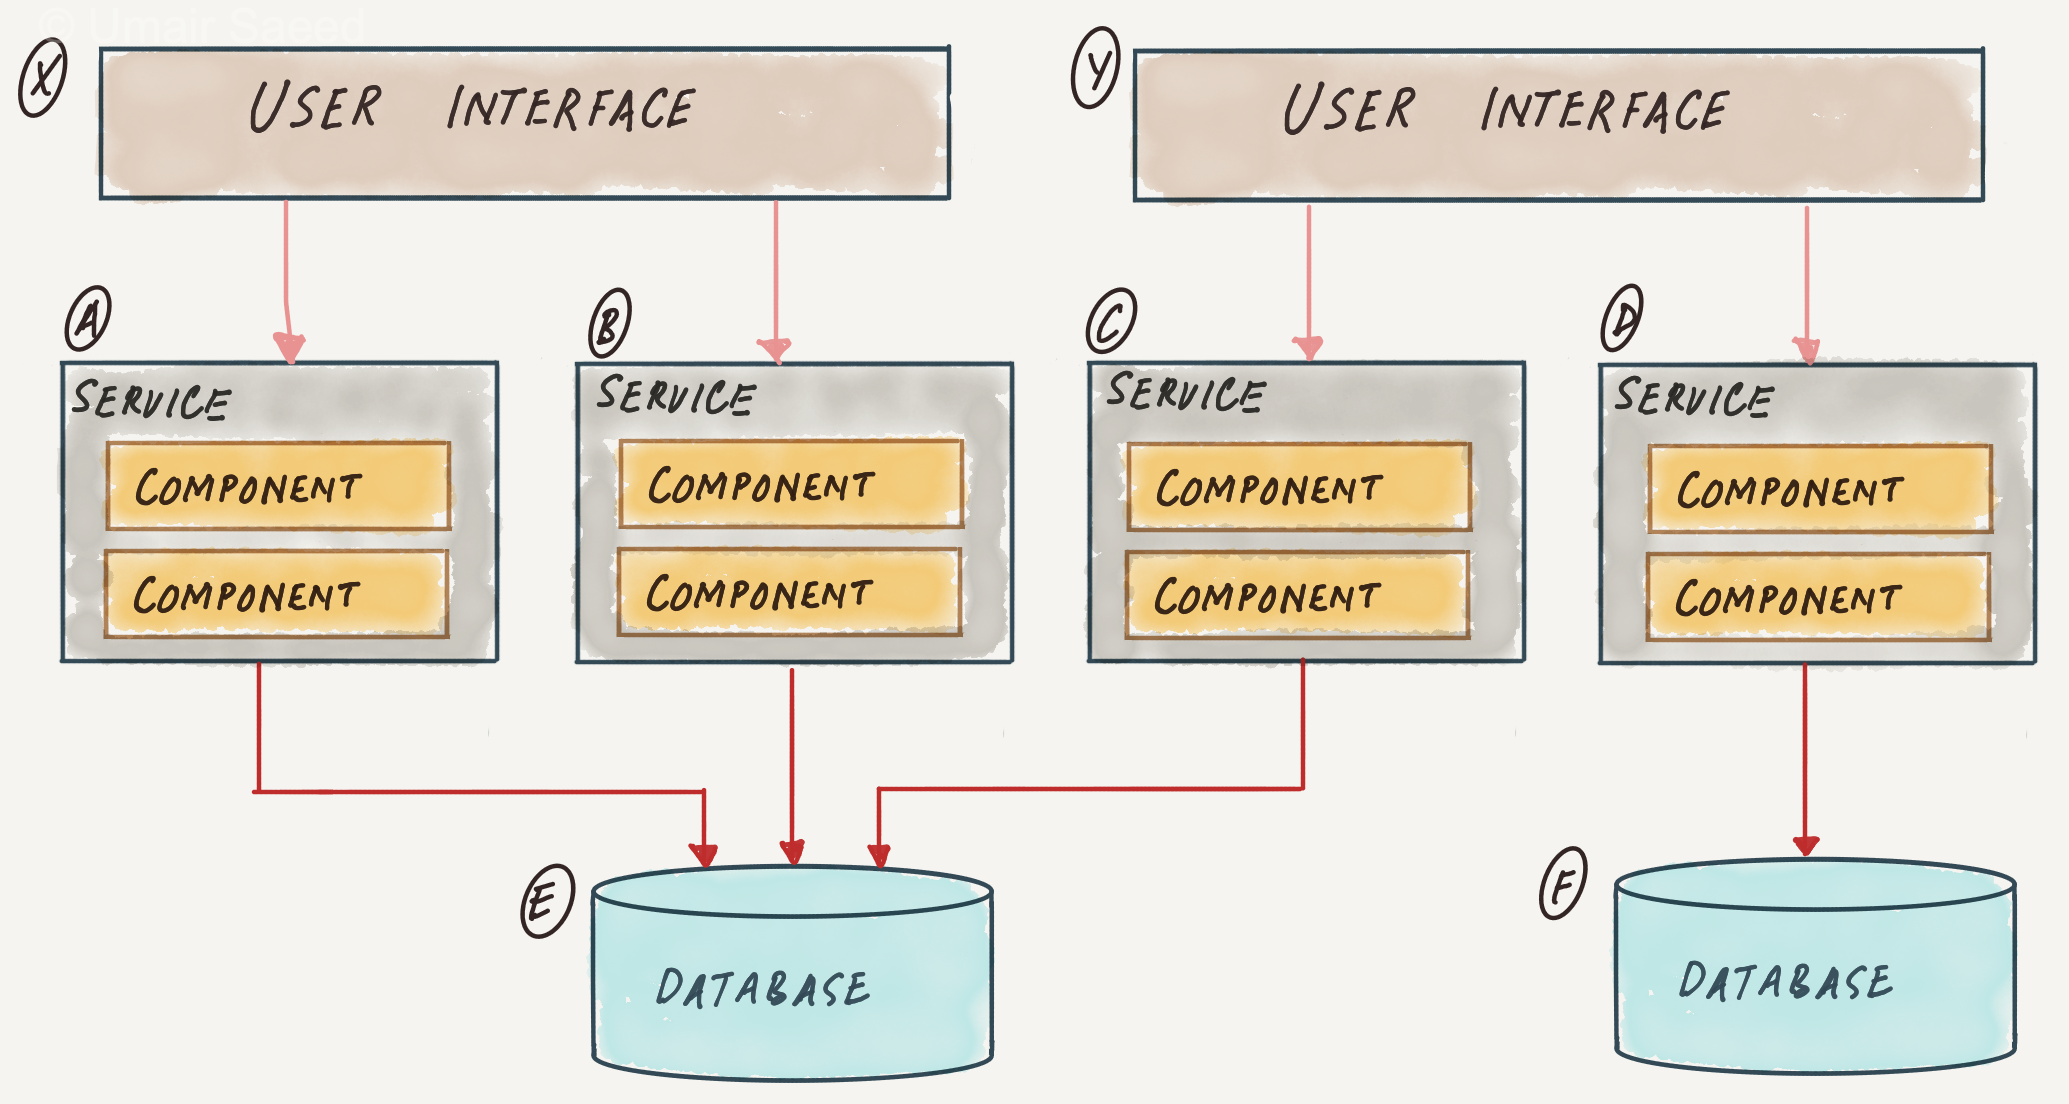 © Umair Saeed
X
USER INTERFACE
Y
USER INTERFACE
A
SERVICE
COMPONENT
COMPONENT
B
SERVICE
COMPONENT
COMPONENT
C
SERVICE
COMPONENT
COMPONENT
D
SERVICE
COMPONENT
COMPONENT
E
DATABASE
F
DATABASE